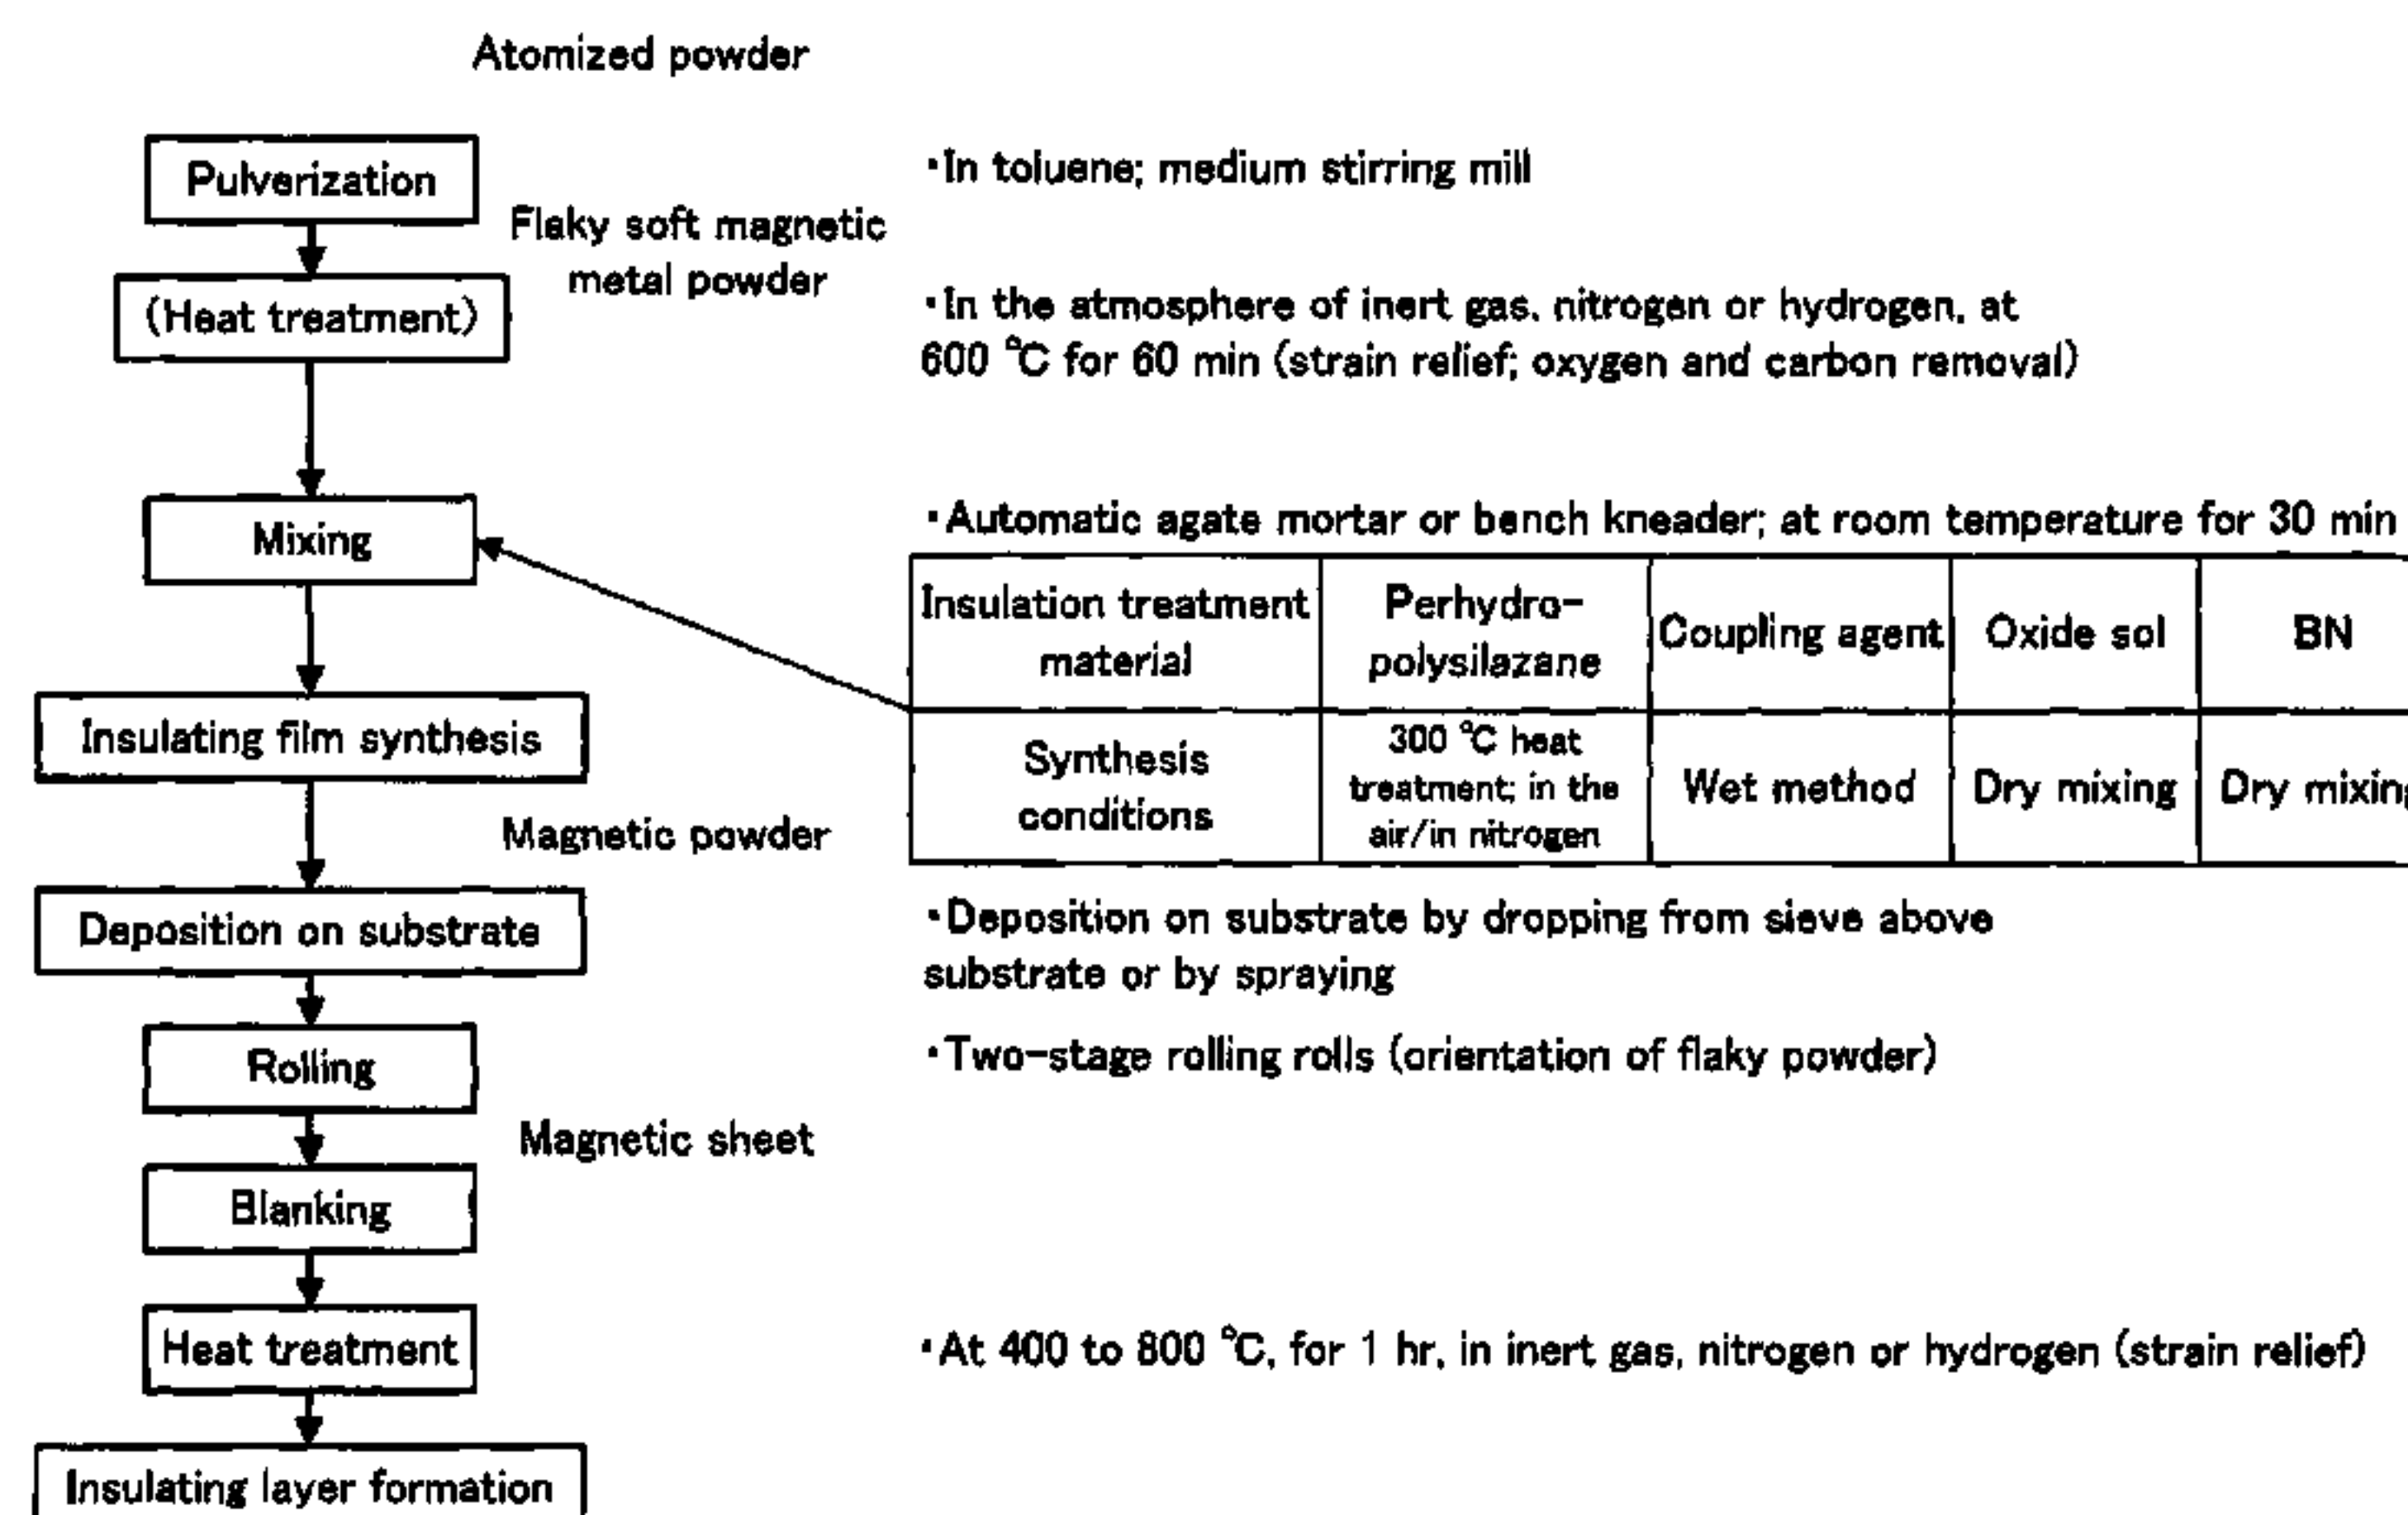 Atomized powder
Pulverization
・In toluene; medium stirring mill
Flaky soft magnetic
metal powder
(Heat treatment)
・In the atmosphere of inert gas, nitrogen or hydrogen, at
600 ℃ for 60 min (strain relief; oxygen and carbon removal)
Mixing
・Automatic agate mortar or bench kneader; at room temperature for 30 min
Insulation treatment
material
Perhydro-
polysilazane
Coupling agent
Oxide sol
BN
Synthesis
conditions
300 ℃ heat
treatment; in the
air/in nitrogen
Wet method
Dry mixing
Dry mixing
Insulating film synthesis
Magnetic powder
Deposition on substrate
・Deposition on substrate by dropping from sieve above
substrate or by spraying
Rolling
・Two-stage rolling rolls (orientation of flaky powder)
Magnetic sheet
Blanking
Heat treatment
・At 400 to 800 ℃, for 1 hr, in inert gas, nitrogen or hydrogen (strain relief)
Insulating layer formation